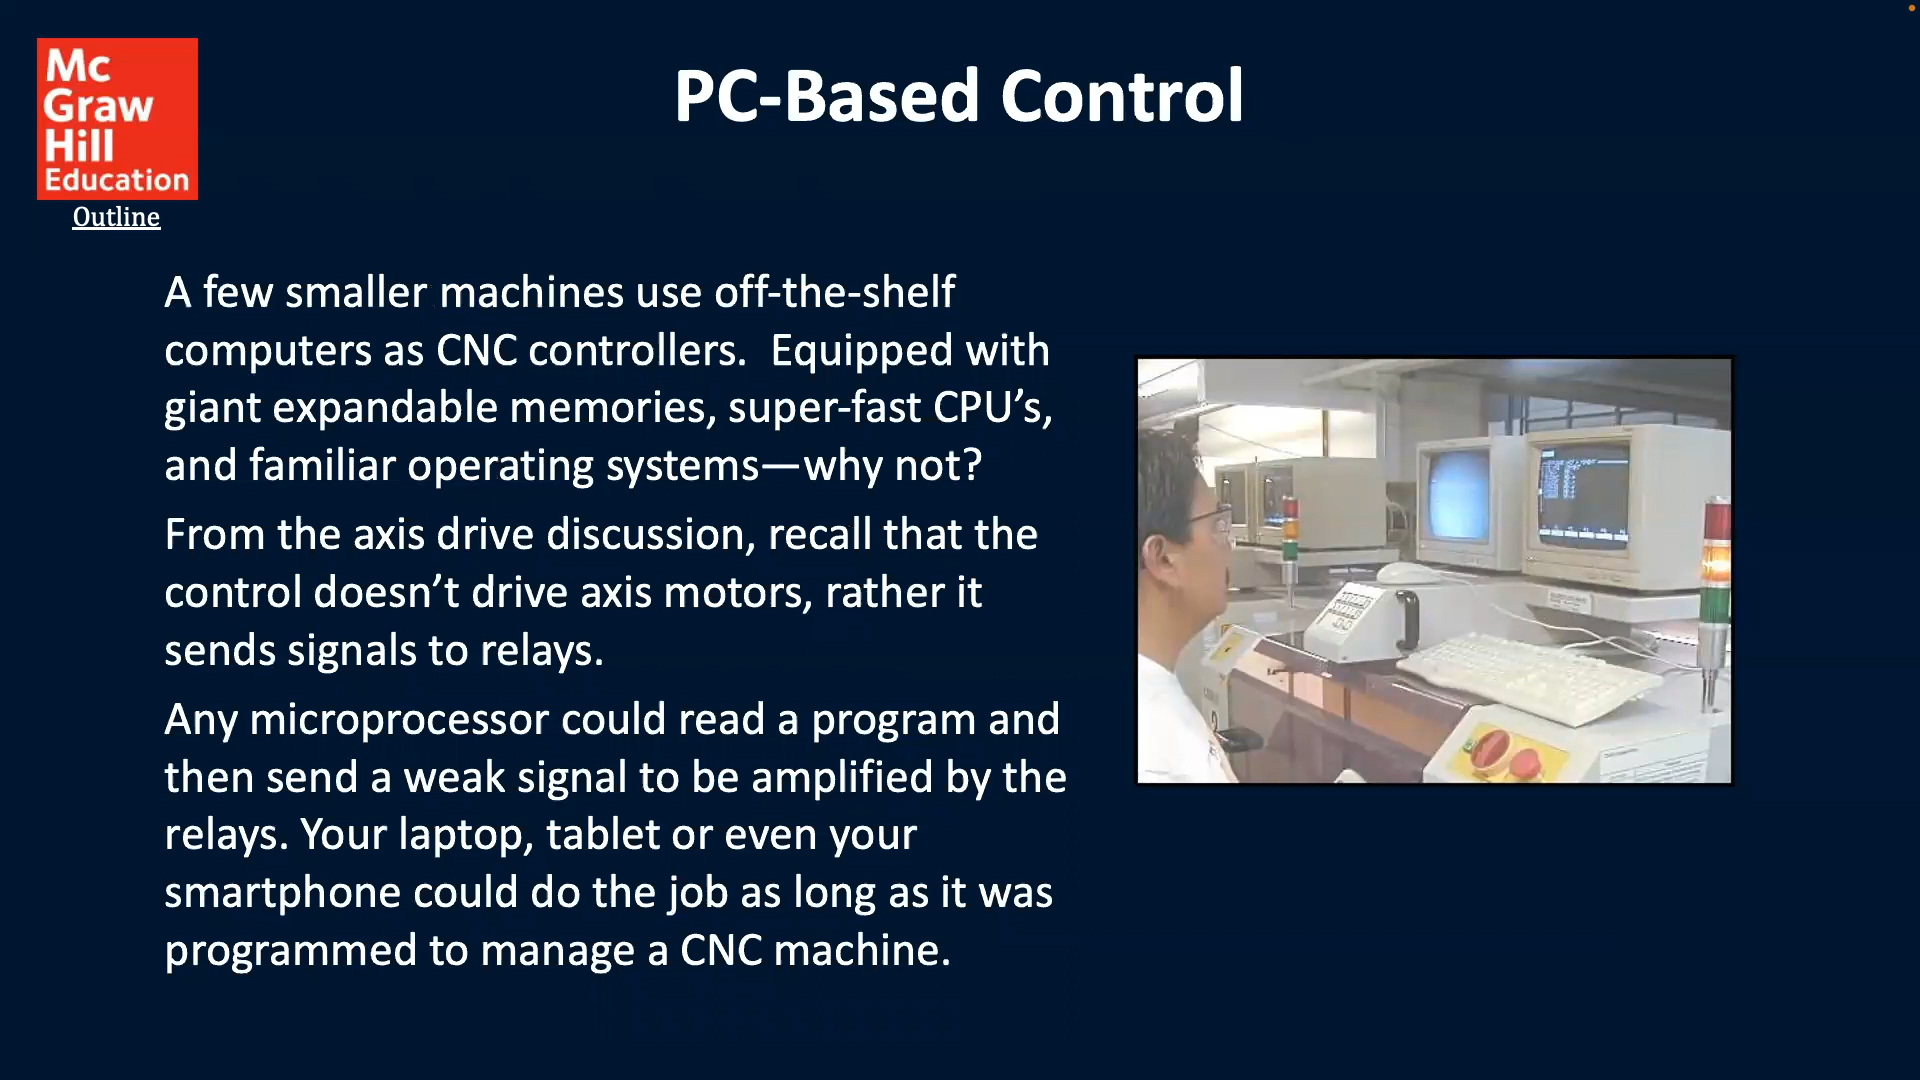 Mc
Graw
Hill
Education
Outline
PC-Based Control
A few smaller machines use off-the-shelf
computers as CNC controllers.  Equipped with
giant expandable memories, super-fast CPU’s,
and familiar operating systems—why not?
From the axis drive discussion, recall that the
control doesn’t drive axis motors, rather it
sends signals to relays.
Any microprocessor could read a program and
then send a weak signal to be amplified by the
relays. Your laptop, tablet or even your
smartphone could do the job as long as it was
programmed to manage a CNC machine.